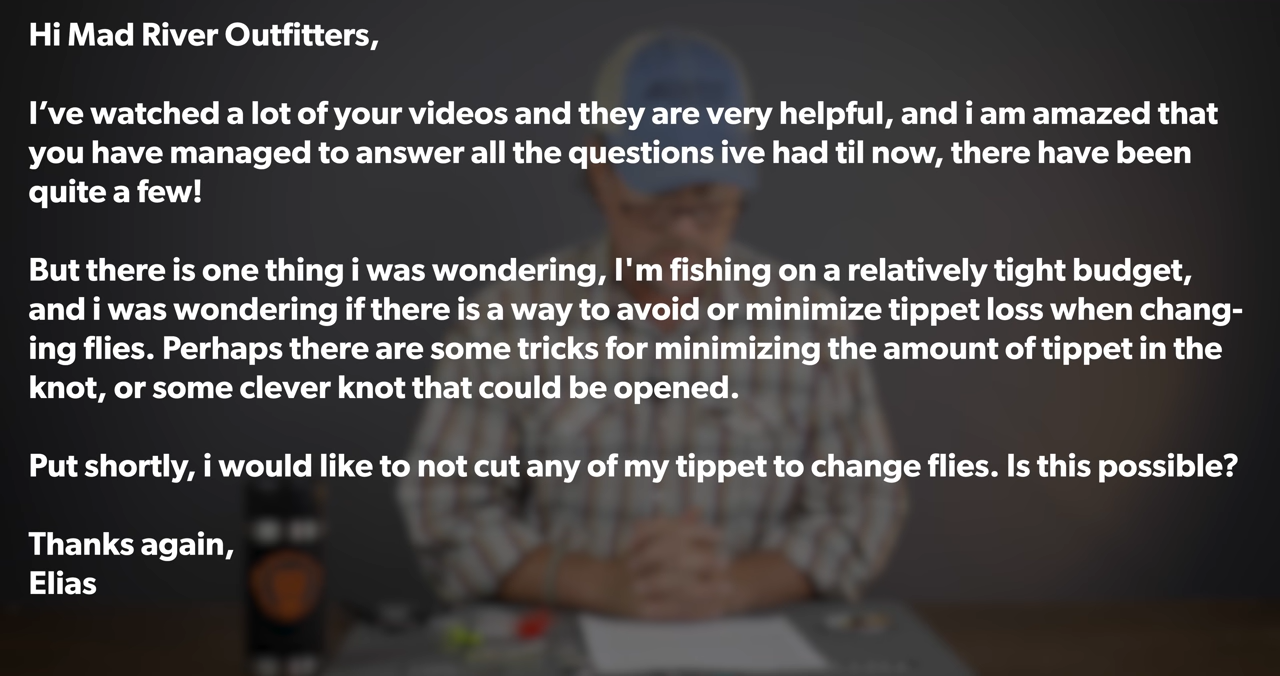 Hi Mad River Outfitters,
I’ve watched a lot of your videos and they are very helpful, and i am amazed that
you have managed to answer all the questions ive had til now, there have been
quite a few!
But there is one thing i was wondering, I'm fishing on a relatively tight budget,
and i was wondering if there is a way to avoid or minimize tippet loss when chang-
ing flies. Perhaps there are some tricks for minimizing the amount of tippet in the
knot, or some clever knot that could be opened.
Put shortly, i would like to not cut any of my tippet to change flies. Is this possible?
Thanks again,
Elias